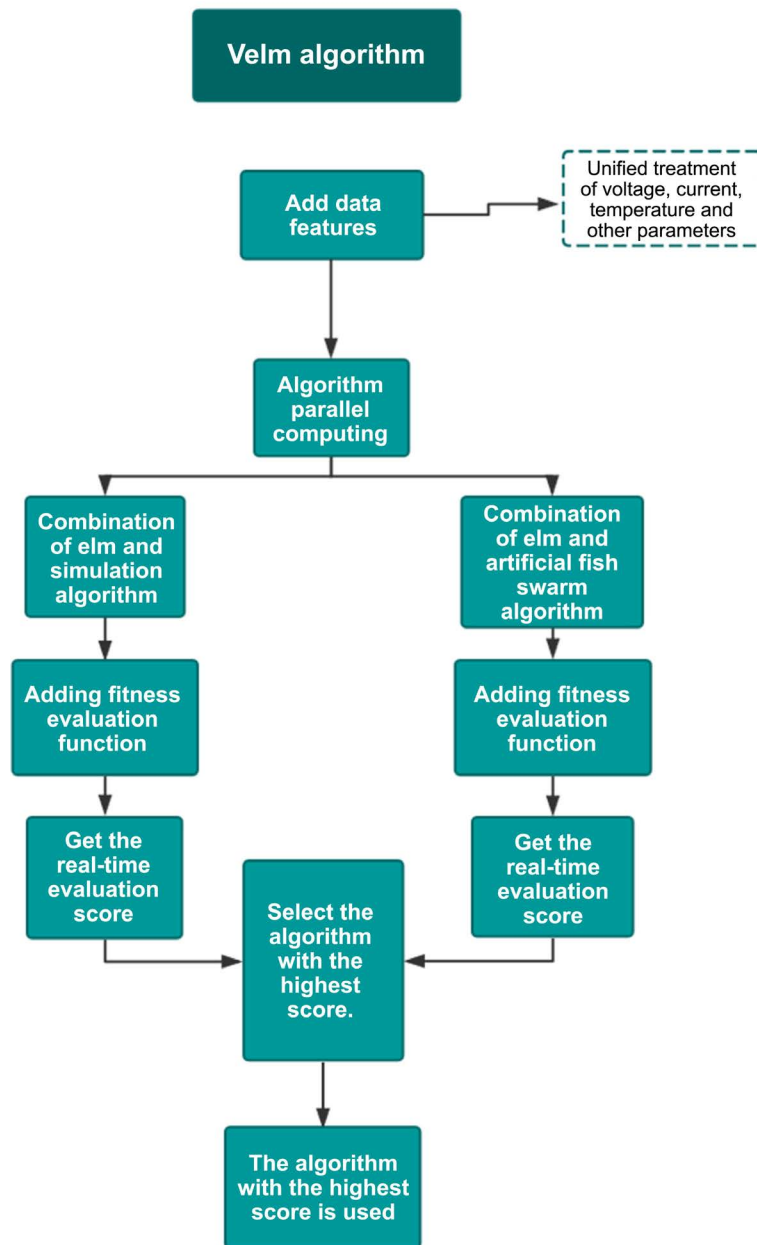 Velm algorithm
Add data
features
Unified treatment
of voltage, current,
temperature and
other parameters
Algorithm
parallel
computing
Combination
of elm and
simulation
algorithm
Combination
of elm and
artificial fish
swarm
algorithm
Adding fitness
evaluation
function
Adding fitness
evaluation
function
Get the
real-time
evaluation
score
Get the
real-time
evaluation
score
Select the
algorithm
with the
highest
score.
The algorithm
with the highest
score is used